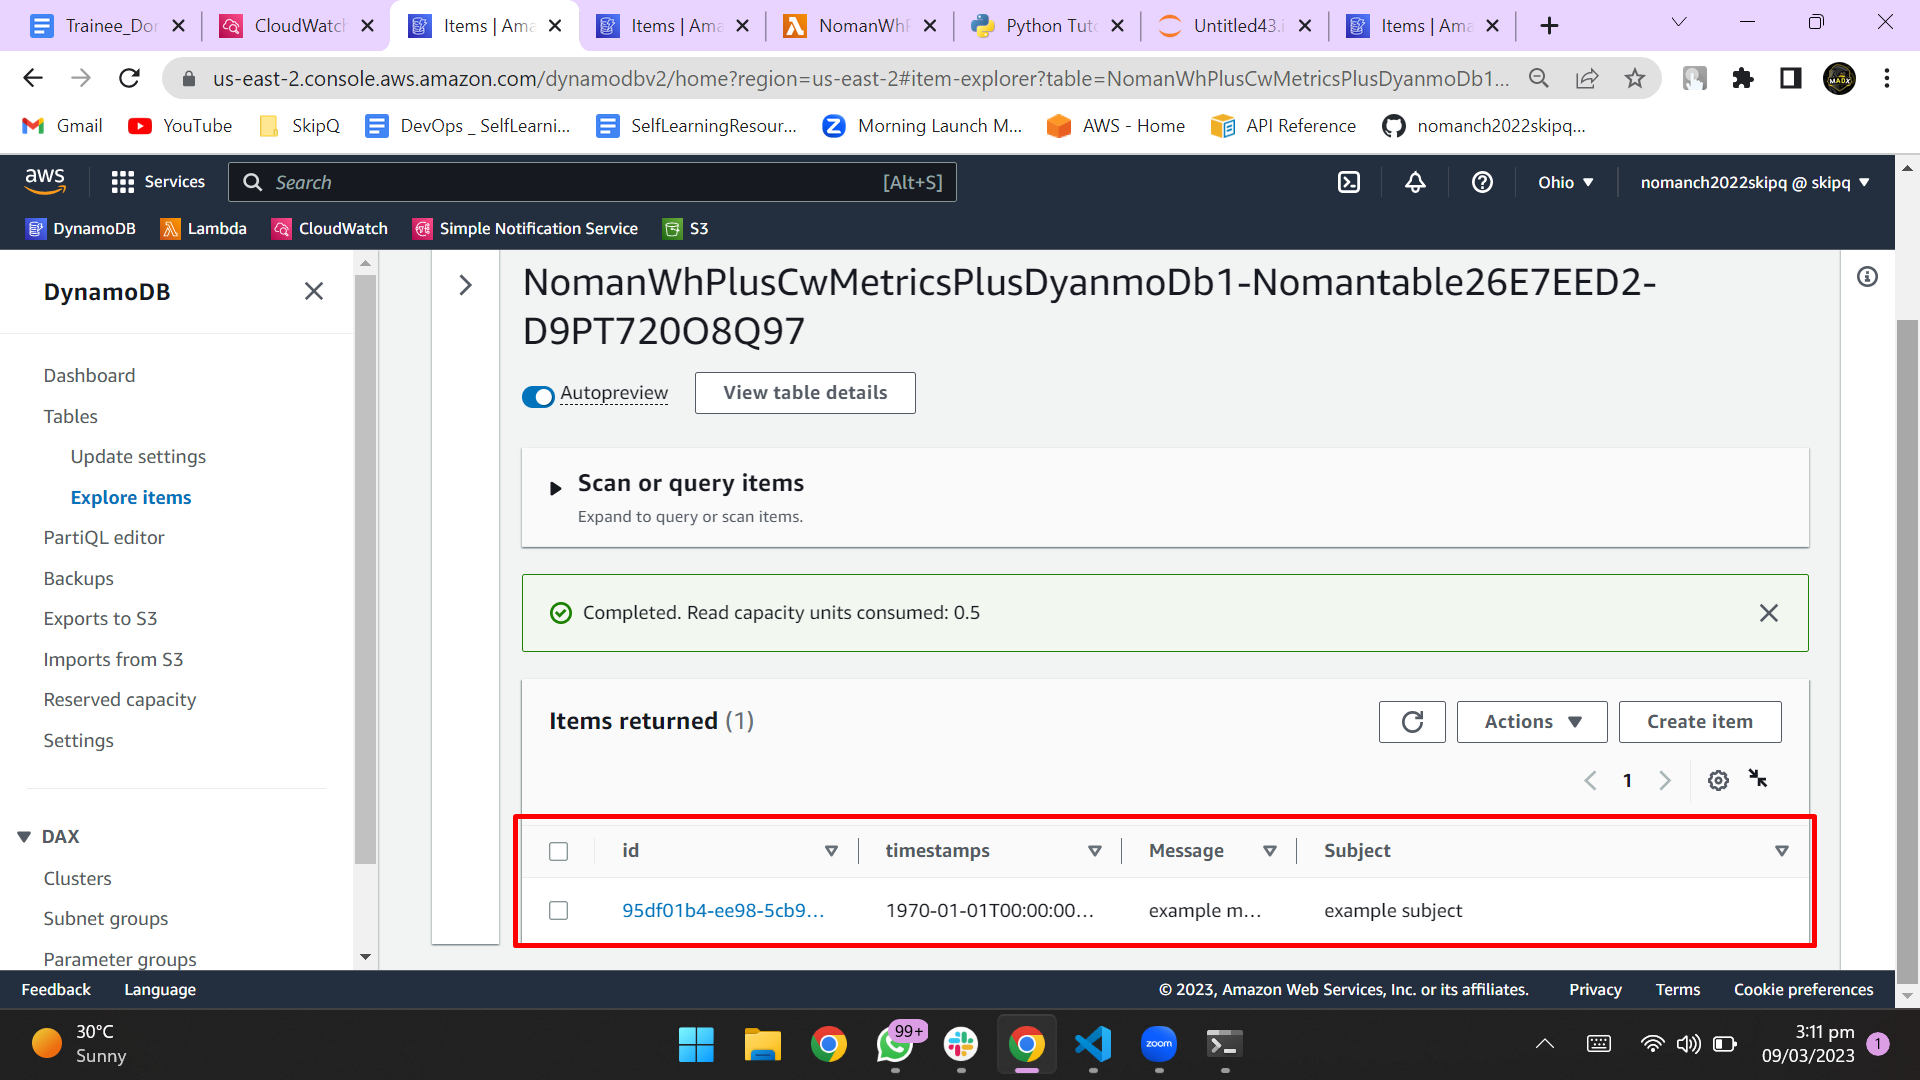 Trainee_Dor
CloudWatch
Items | Ama
Items | Ama
NomanWhP
Python Tuto
Untitled43.i
Items | Ama
us-east-2.console.aws.amazon.com/dynamodbv2/home?region=us-east-2#item-explorer?table=NomanWhPlusCwMetricsPlusDyanmoDb1...
Gmail
YouTube
SkipQ
DevOps _ SelfLearni...
SelfLearningResour...
Morning Launch M...
AWS - Home
API Reference
nomanch2022skipq...
aws
Services
Search
[Alt+S]
Ohio
nomanch2022skipq @ skipq
DynamoDB
Lambda
CloudWatch
Simple Notification Service
S3
DynamoDB
Dashboard
Tables
Update settings
Explore items
PartiQL editor
Backups
Exports to S3
Imports from S3
Reserved capacity
Settings
DAX
Clusters
Subnet groups
Parameter groups
NomanWhPlusCwMetricsPlusDyanmoDb1-Nomantable26E7EED2-
D9PT720O8Q97
Autopreview
View table details
Scan or query items
Expand to query or scan items.
Completed. Read capacity units consumed: 0.5
Items returned (1)
Actions
Create item
1
id
timestamps
Message
Subject
95df01b4-ee98-5cb9...
1970-01-01T00:00:00...
example m...
example subject
Feedback
Language
© 2023, Amazon Web Services, Inc. or its affiliates.
Privacy
Terms
Cookie preferences
30°C
Sunny
99+
zoom
3:11 pm
09/03/2023
1